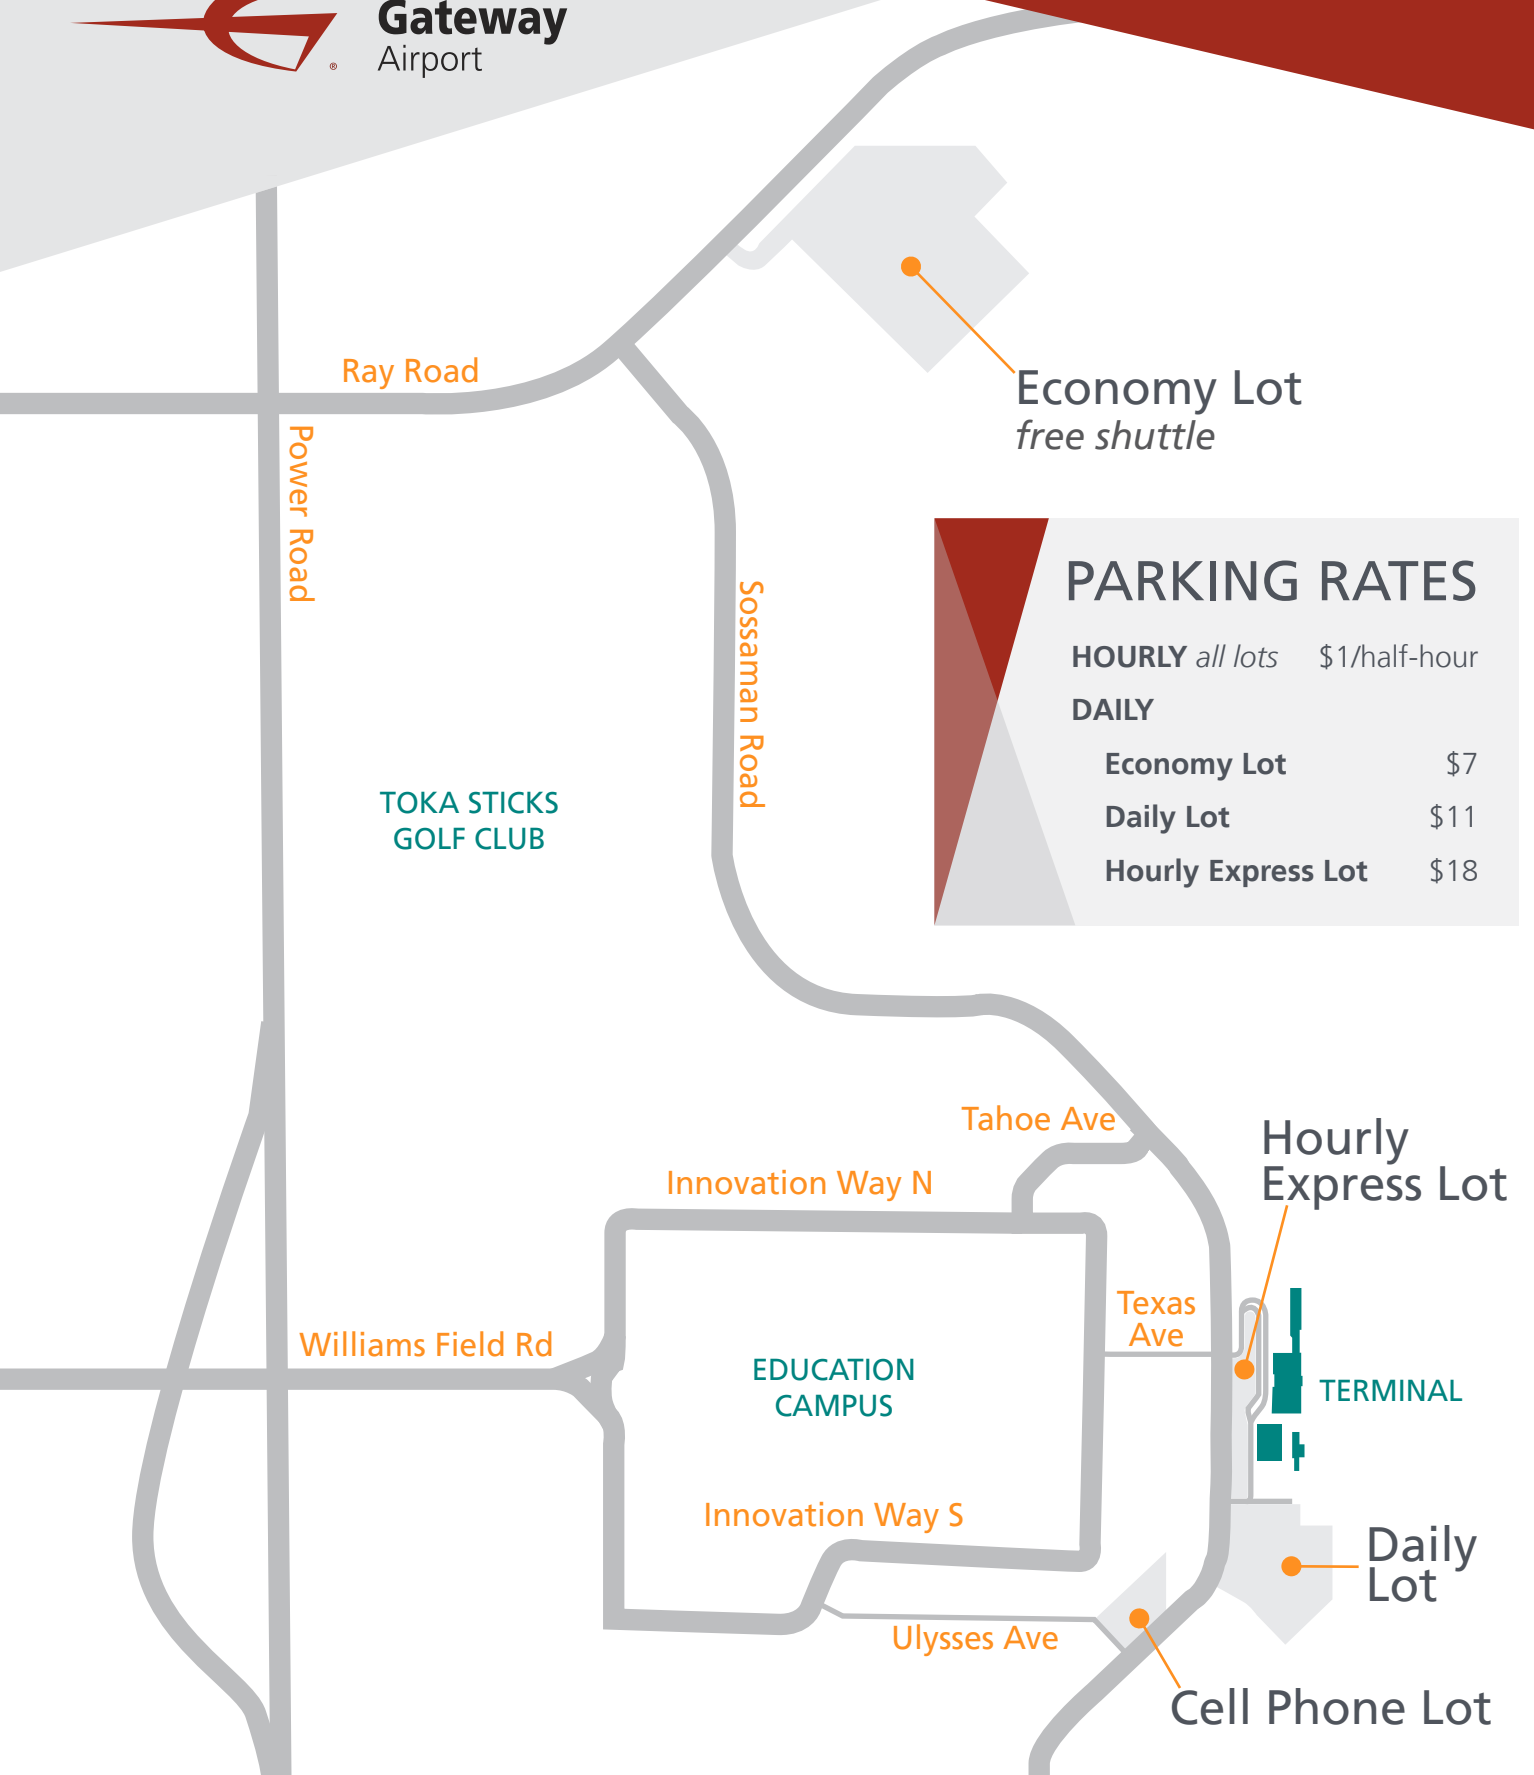 Gateway
Airport
®
Ray Road
Economy Lot
free shuttle
Power Road
PARKING RATES
HOURLY all lots $1/half-hour
DAILY
Economy Lot $7
Daily Lot $11
Hourly Express Lot $18
Sossaman Road
TOKA STICKS
GOLF CLUB
Tahoe Ave
Hourly
Express Lot
Innovation Way N
Texas
Ave
Williams Field Rd
EDUCATION
CAMPUS
TERMINAL
Innovation Way S
Daily
Lot
Ulysses Ave
Cell Phone Lot